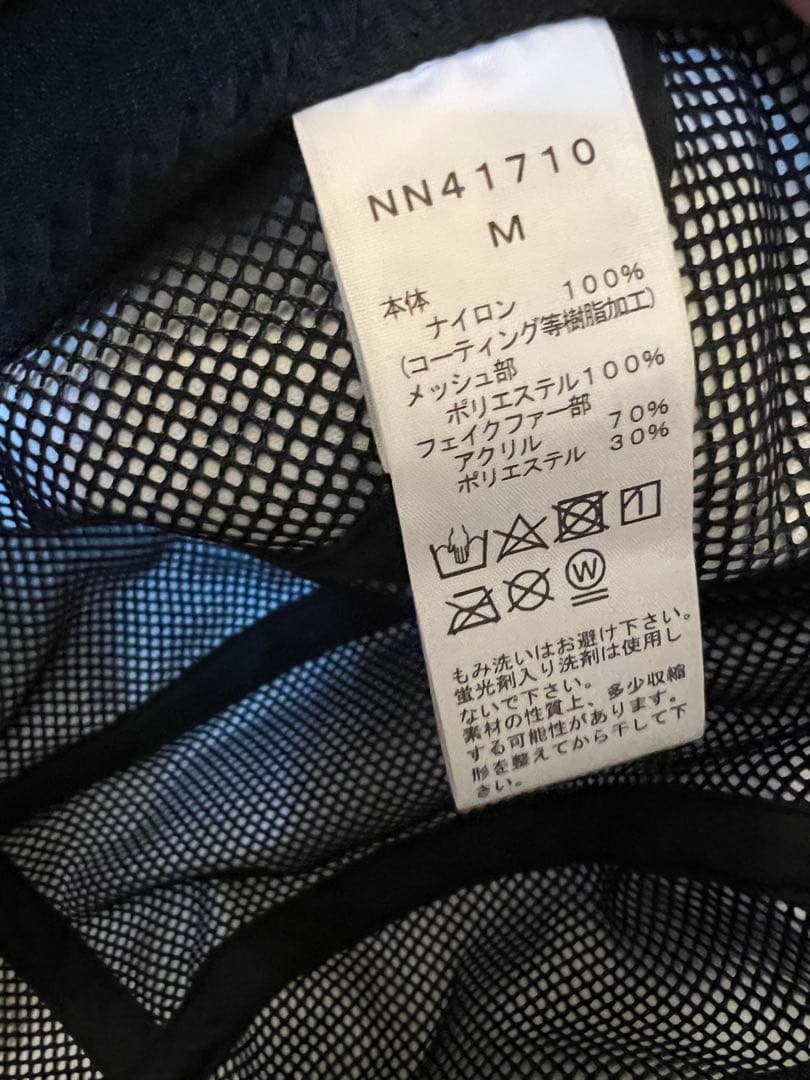 NN41710
M
本体
ナイロン 100%
(コーティング等樹脂加工)
メッシュ部
ポリエステル100%
フェイクファー部
アクリル 70%
ポリエステル 30%
1
W
もみ洗いはお避け下さい。
蛍光剤入り洗剤は使用し
ないで下さい。
素材の性質上、多少収縮
する可能性があります。
形を整えてから干して下
さい。